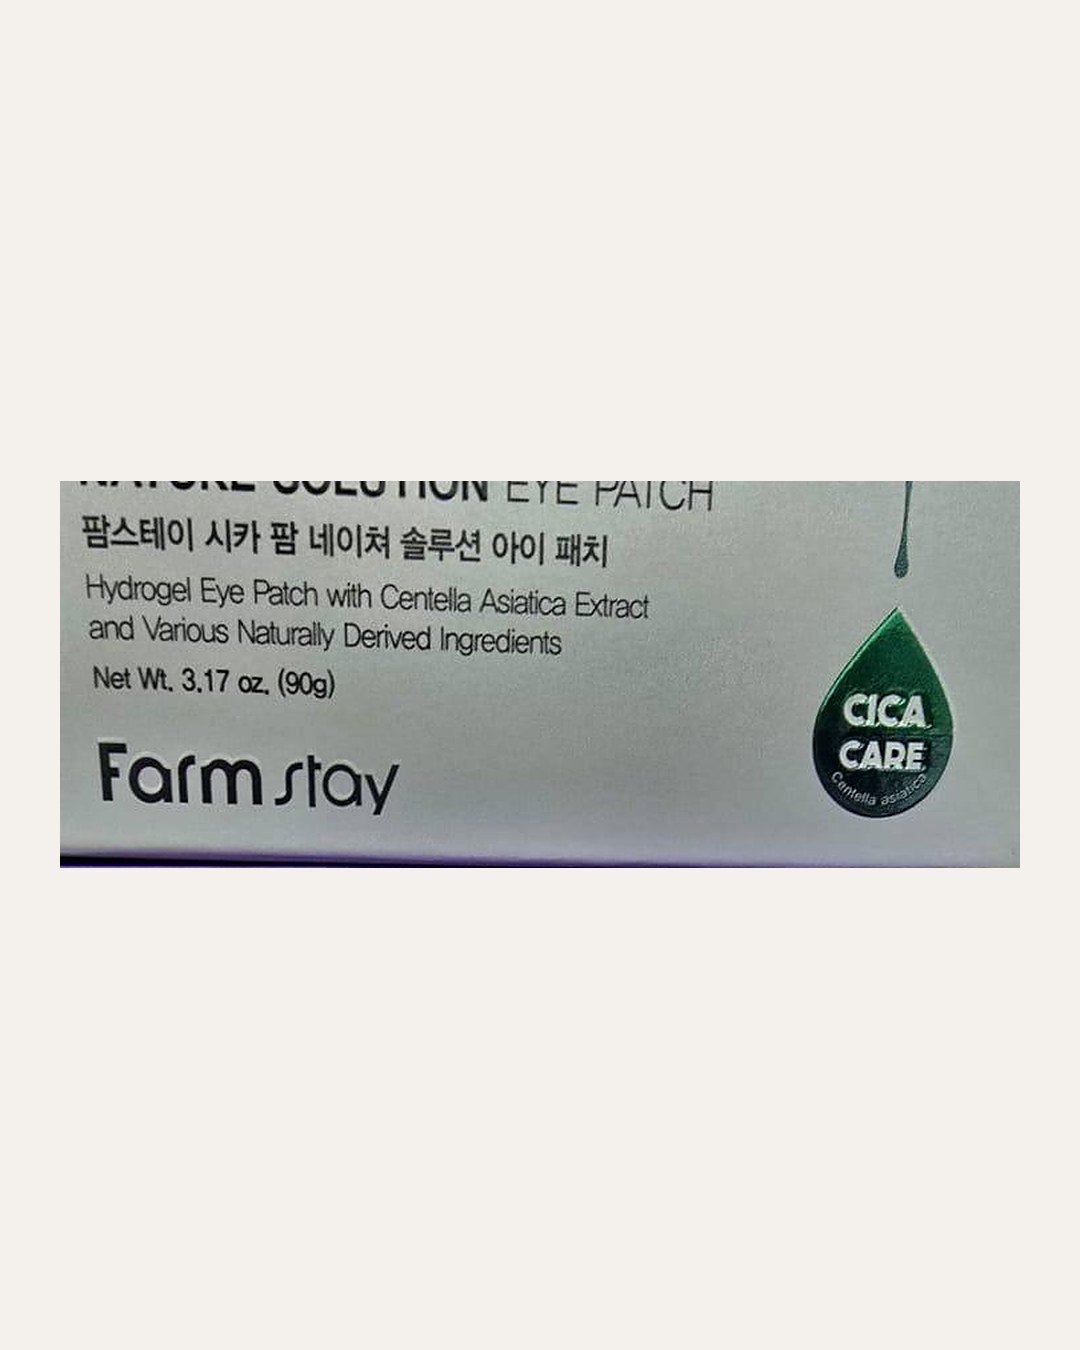 NATURE SOLUTION EYE PATCH
팜스테이 시카 팜 네이쳐 솔루션 아이 패치
Hydrogel Eye Patch with Centella Asiatica Extract
and Various Naturally Derived Ingredients
Net Wt. 3.17 oz. (90g)
Farm stay
CICA
CARE
Centella asiatica